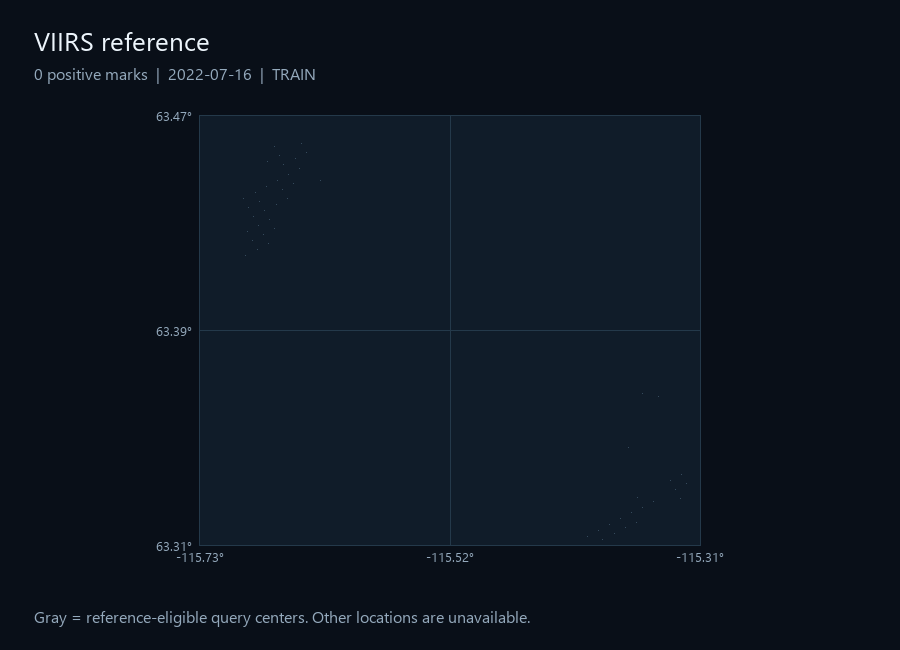 VIIRS reference
0 positive marks | 2022-07-16 | TRAIN
63.47°
63.39°
63.31°
-115.73° -115.52° -115.31°
Gray = reference-eligible query centers. Other locations are unavailable.